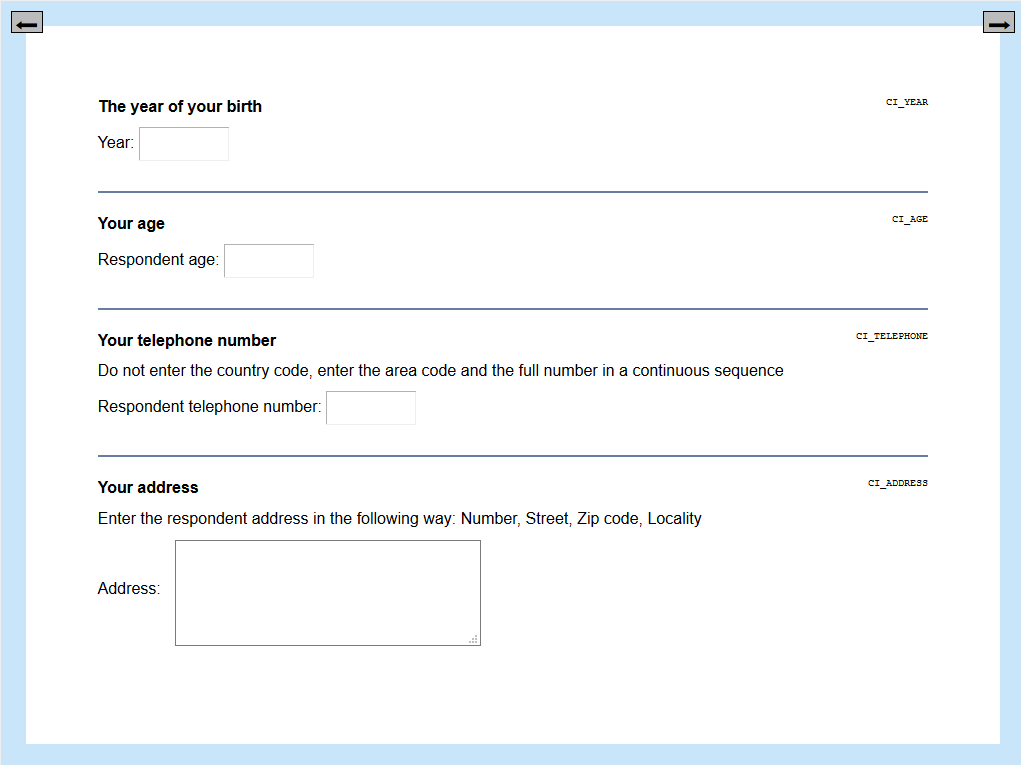 The year of your birth CI_YEAR
Year:
Your age CI_AGE
Respondent age:
Your telephone number CI_TELEPHONE
Do not enter the country code, enter the area code and the full number in a continuous sequence
Respondent telephone number:
Your address CI_ADDRESS
Enter the respondent address in the following way: Number, Street, Zip code, Locality
Address: